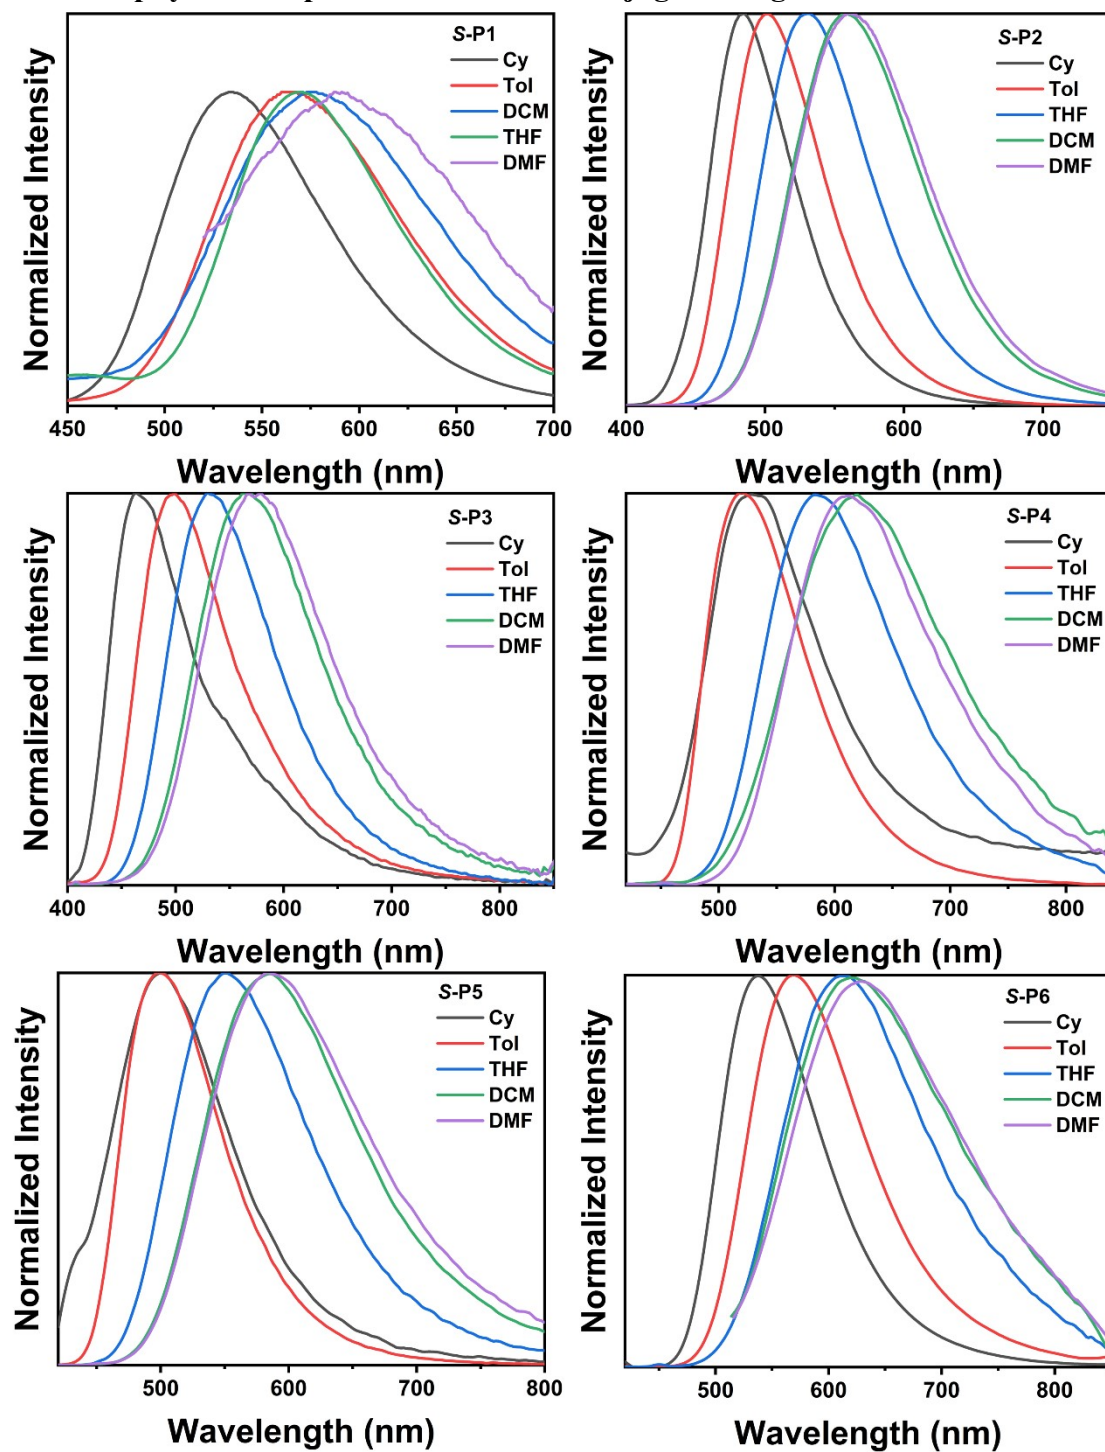 Normalized Intensity
S-P1
Cy
Tol
DCM
THF
DMF
450 500 550 600 650 700
Wavelength (nm)
Normalized Intensity
S-P2
Cy
Tol
THF
DCM
DMF
400 500 600 700
Wavelength (nm)
Normalized Intensity
S-P3
Cy
Tol
THF
DCM
DMF
400 500 600 700 800
Wavelength (nm)
Normalized Intensity
S-P4
Cy
Tol
THF
DCM
DMF
500 600 700 800
Wavelength (nm)
Normalized Intensity
S-P5
Cy
Tol
THF
DCM
DMF
500 600 700 800
Wavelength (nm)
Normalized Intensity
S-P6
Cy
Tol
THF
DCM
DMF
500 600 700 800
Wavelength (nm)